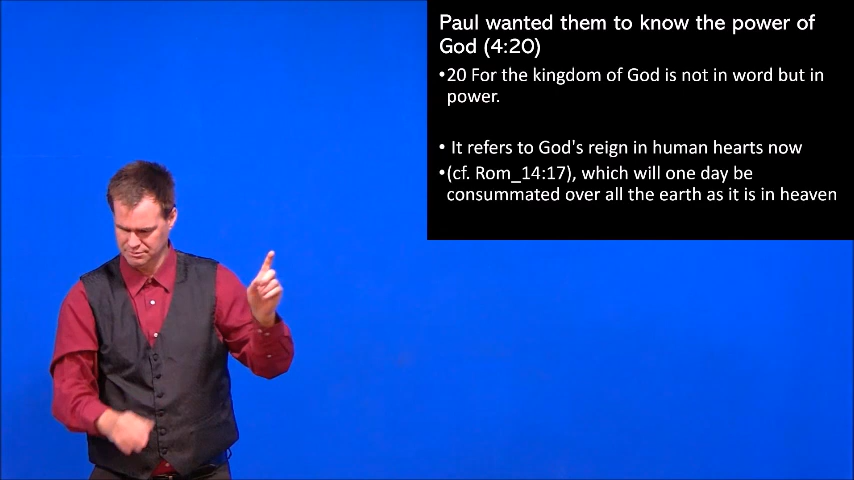 Paul wanted them to know the power of
God (4:20)
•20 For the kingdom of God is not in word but in
power.
• It refers to God's reign in human hearts now
•(cf. Rom_14:17), which will one day be
consummated over all the earth as it is in heaven